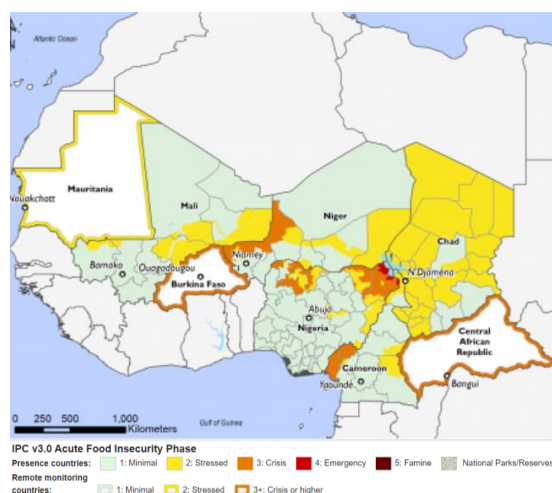 Atlantic Ocean
Mauritania
Nouakchott
Mali
Niger
Chad
Bamako
Ouagadougou
Niamey
N'Djaména
Burkina Faso
Abuja
Nigeria
Central
African
Republic
Cameroon
Yaoundé
Bangui
0 250 500 1,000
Kilometers
Gulf of Guinea
IPC v3.0 Acute Food Insecurity Phase
Presence countries: 1: Minimal 2: Stressed 3: Crisis 4: Emergency 5: Famine National Parks/Reserves
Remote monitoring
countries: 1: Minimal 2: Stressed 3+: Crisis or higher